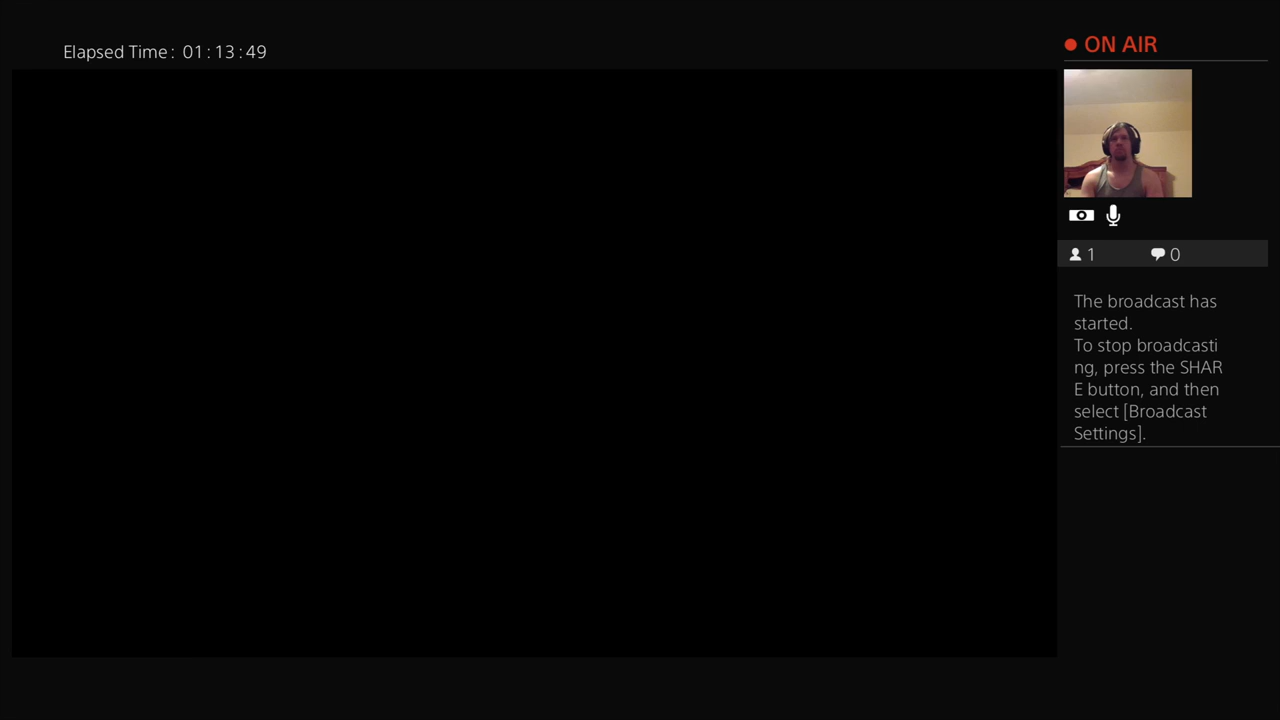 Elapsed Time: 01:13:49
ON AIR
1 0
The broadcast has
started.
To stop broadcasti
ng, press the SHAR
E button, and then
select [Broadcast
Settings].